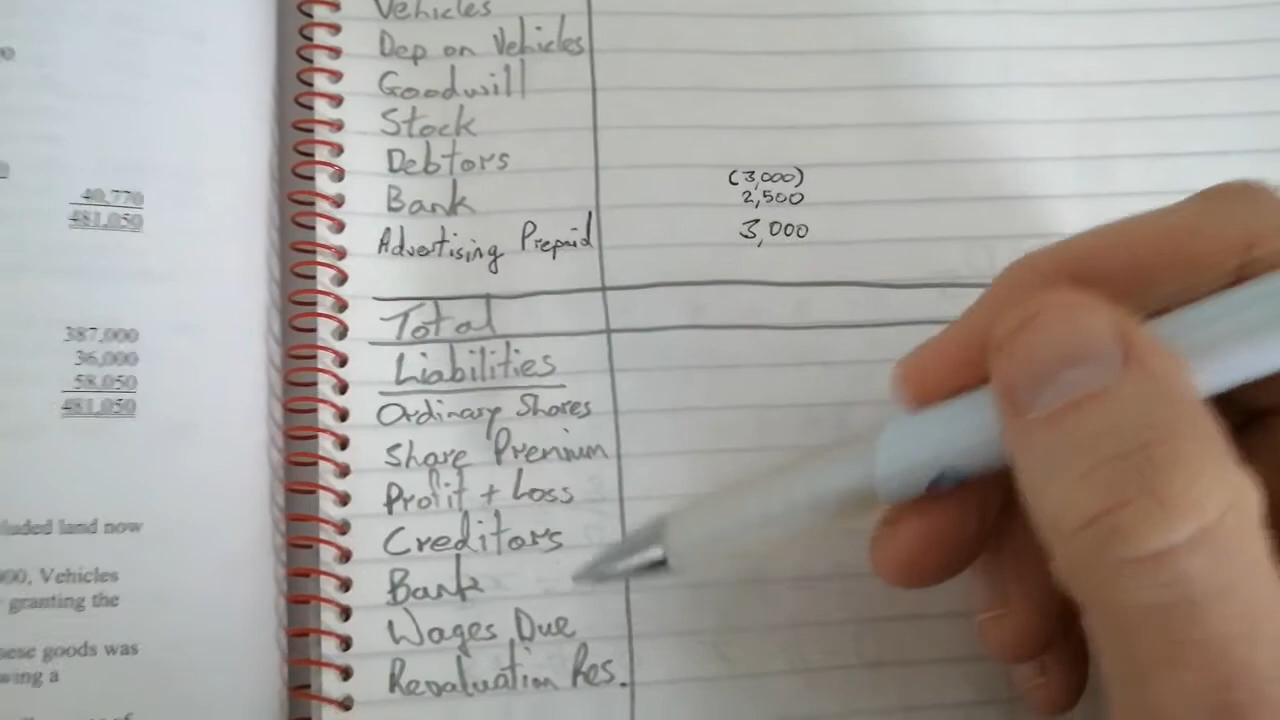 40,770
481,050
387,000
36,000
58,050
481,050
luded land now
00, Vehicles
granting the
hese goods was
wing a
Vehicles
Dep on Vehicles
Goodwill
Stock
Debtors
(3,000)
Bank 2,500
Advertising Prepaid 3,000
Total
Liabilities
Ordinary Shares
Share Premium
Profit + Loss
Creditors
Bank
Wages Due
Revaluation Res.